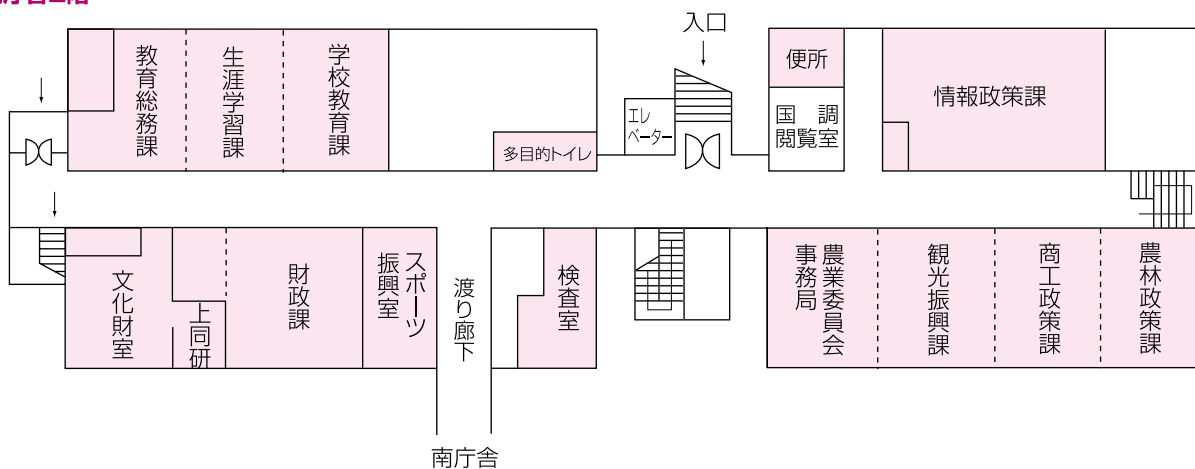 入口
教育総務課
生涯学習課
学校教育課
多目的トイレ
エレ
ベーター
便所
国調
閲覧室
情報政策課
文化財室
上同研
財政課
スポーツ
振興室
渡り廊下
検査室
農業委員会
事務局
観光振興課
商工政策課
農林政策課
南庁舎